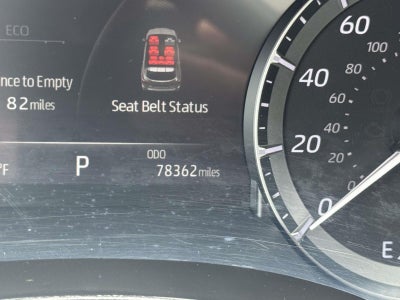 ECO
nce to Empty
82 miles
Seat Belt Status
°F
P
ODO
78362 miles
60
100
80
40
60
40
20
20
0
0
E